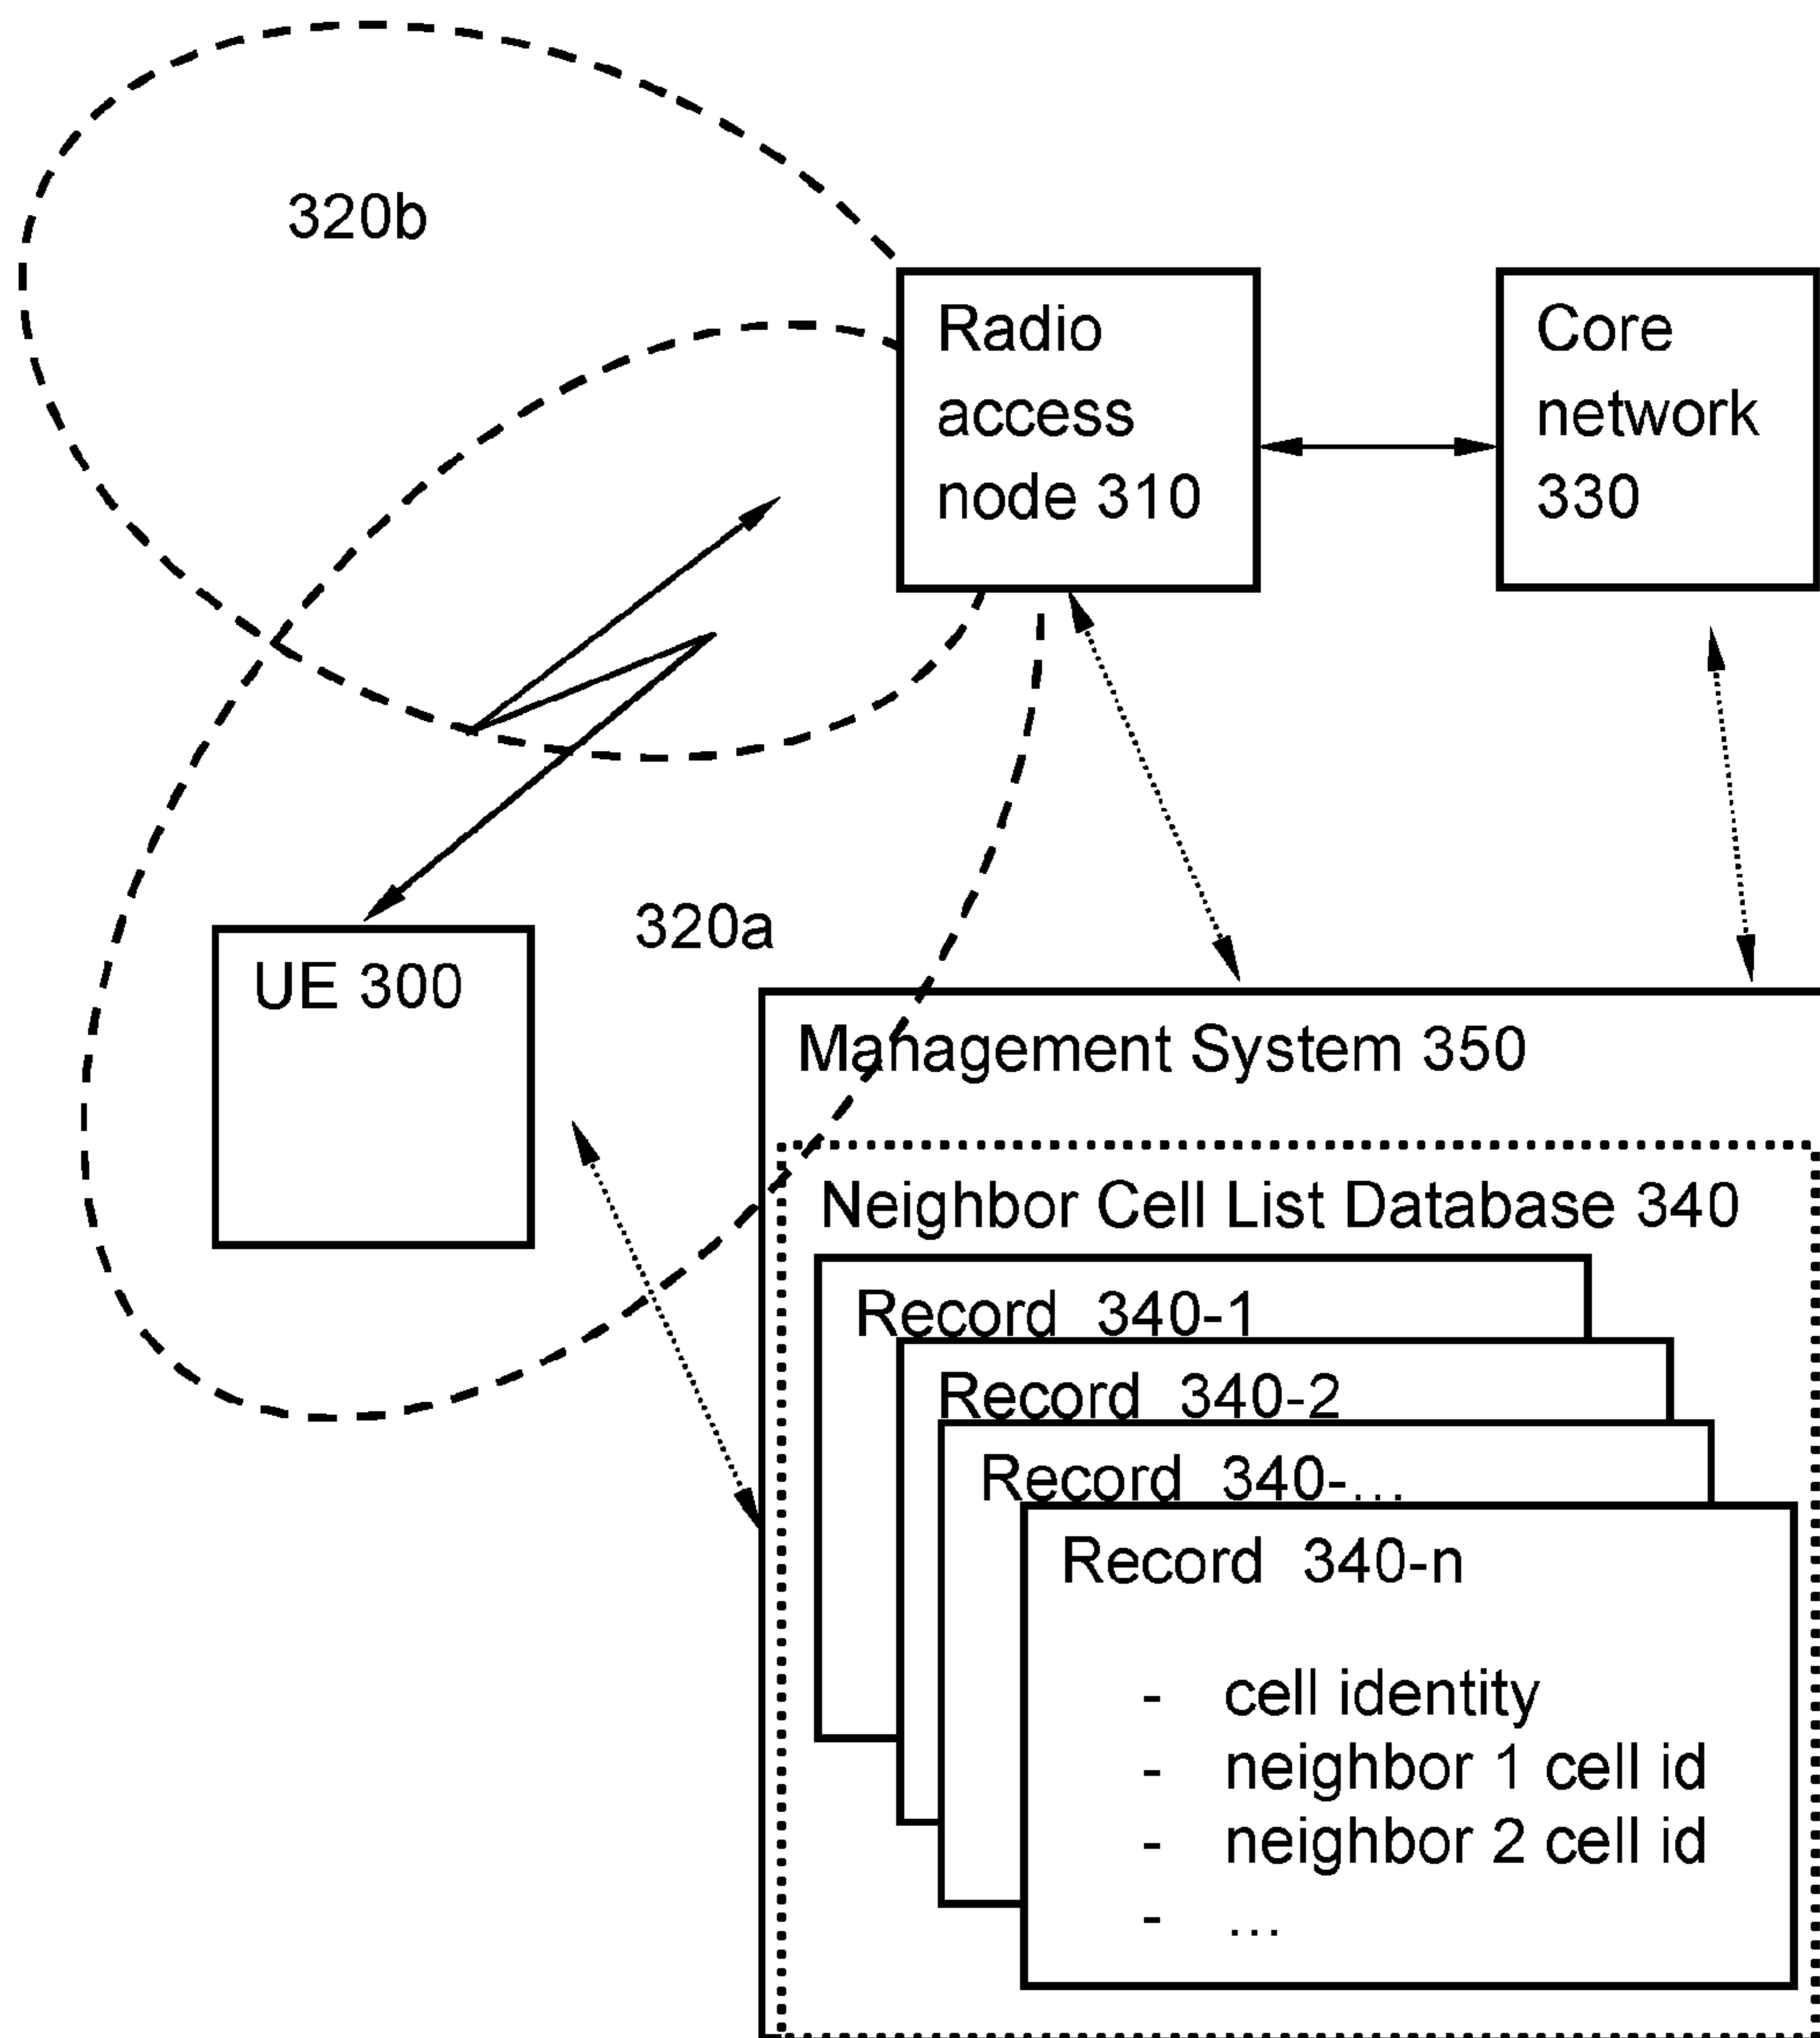 320b
Radio
access
node 310
Core
network
330
320a
UE 300
Management System 350
Neighbor Cell List Database 340
Record 340-1
Record 340-2
Record 340-...
Record 340-n
- cell identity
- neighbor 1 cell id
- neighbor 2 cell id
- ...